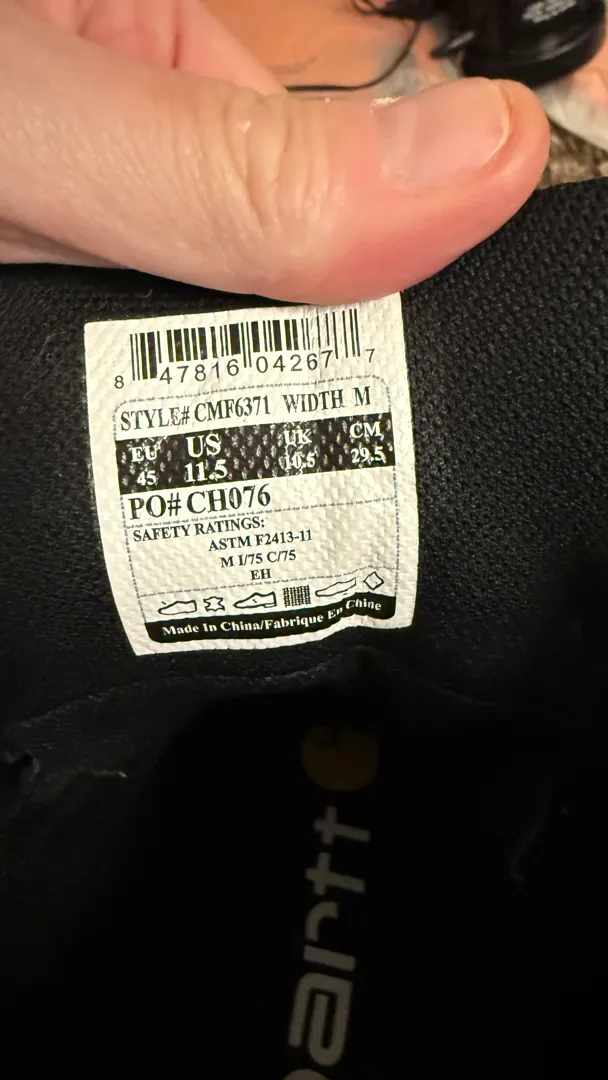 8 47816 04267 7
STYLE# CMF6371 WIDTH M
EU US UK CM
45 11.5 10.5 29.5
PO# CH076
SAFETY RATINGS:
ASTM F2413-11
M I/75 C/75
EH
Made In China/Fabrique En Chine
artt